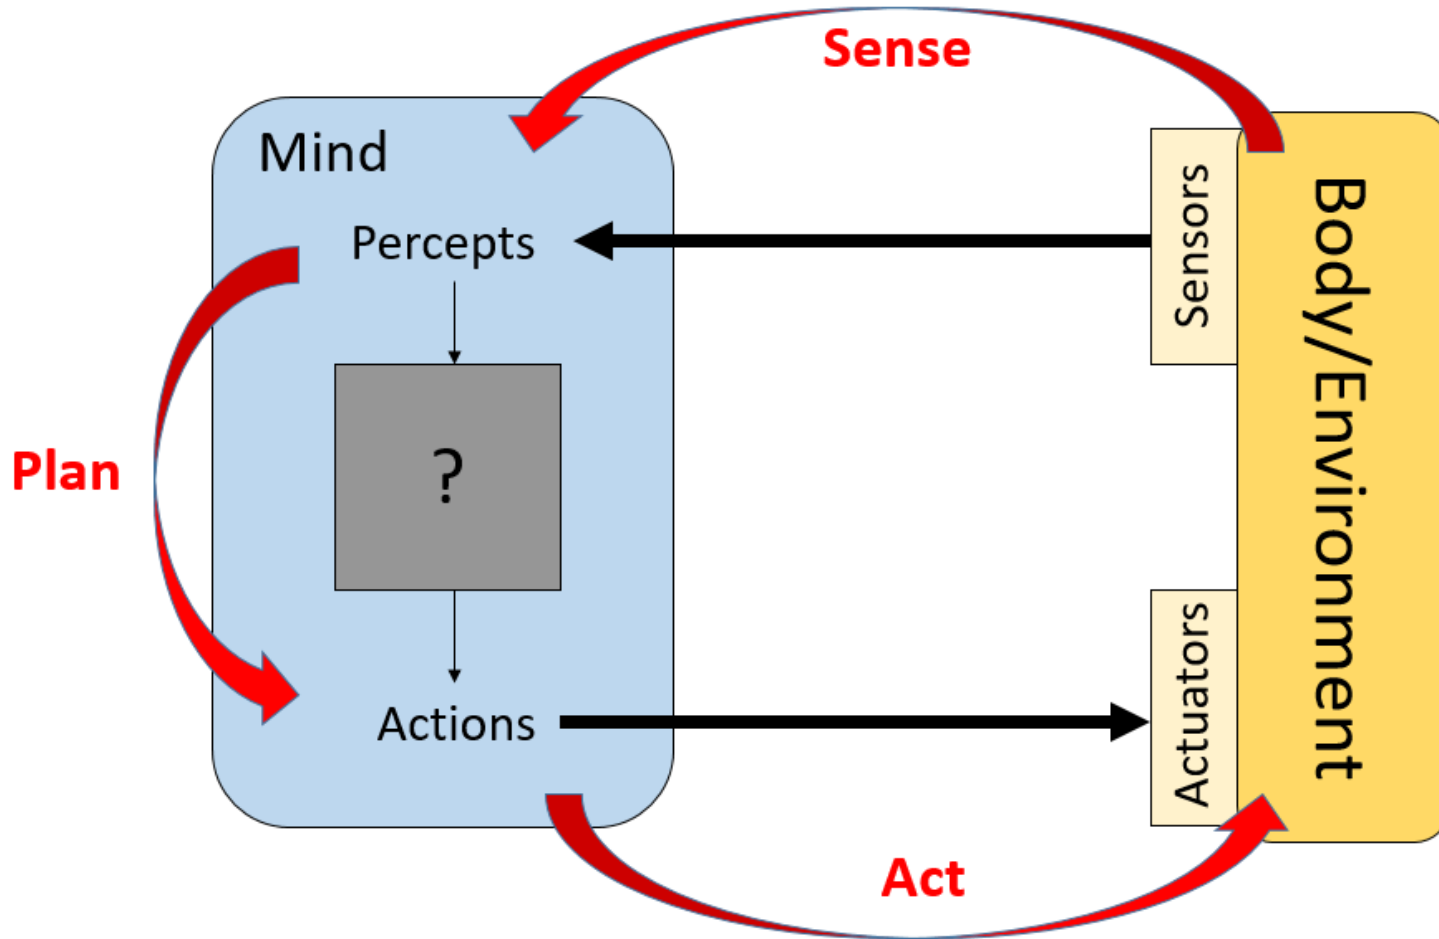 Sense
Mind
Percepts
Sensors
Body/Environment
Plan
?
Actions
Actuators
Act